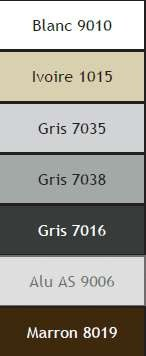 Blanc 9010
Ivoire 1015
Gris 7035
Gris 7038
Gris 7016
Alu AS 9006
Marron 8019